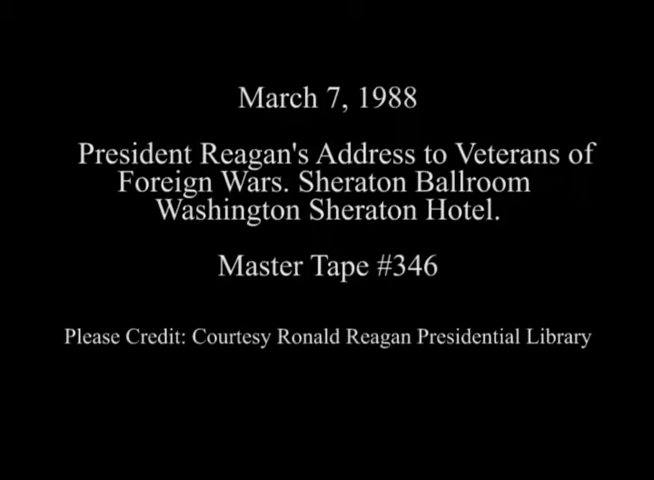 March 7, 1988
President Reagan's Address to Veterans of
Foreign Wars. Sheraton Ballroom
Washington Sheraton Hotel.
Master Tape #346
Please Credit: Courtesy Ronald Reagan Presidential Library